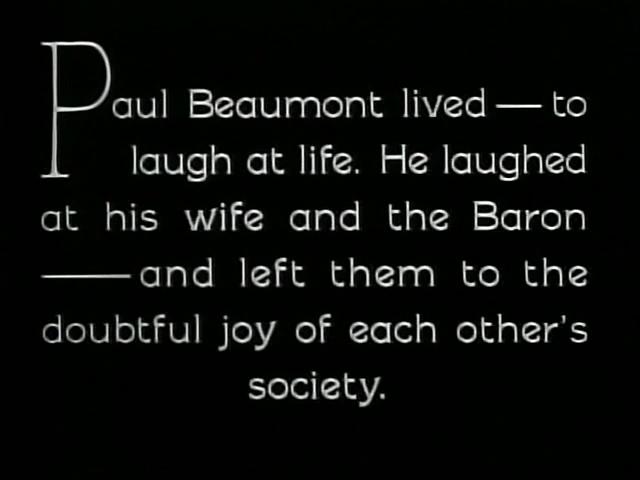 Paul Beaumont lived — to
laugh at life. He laughed
at his wife and the Baron
— and left them to the
doubtful joy of each other's
society.